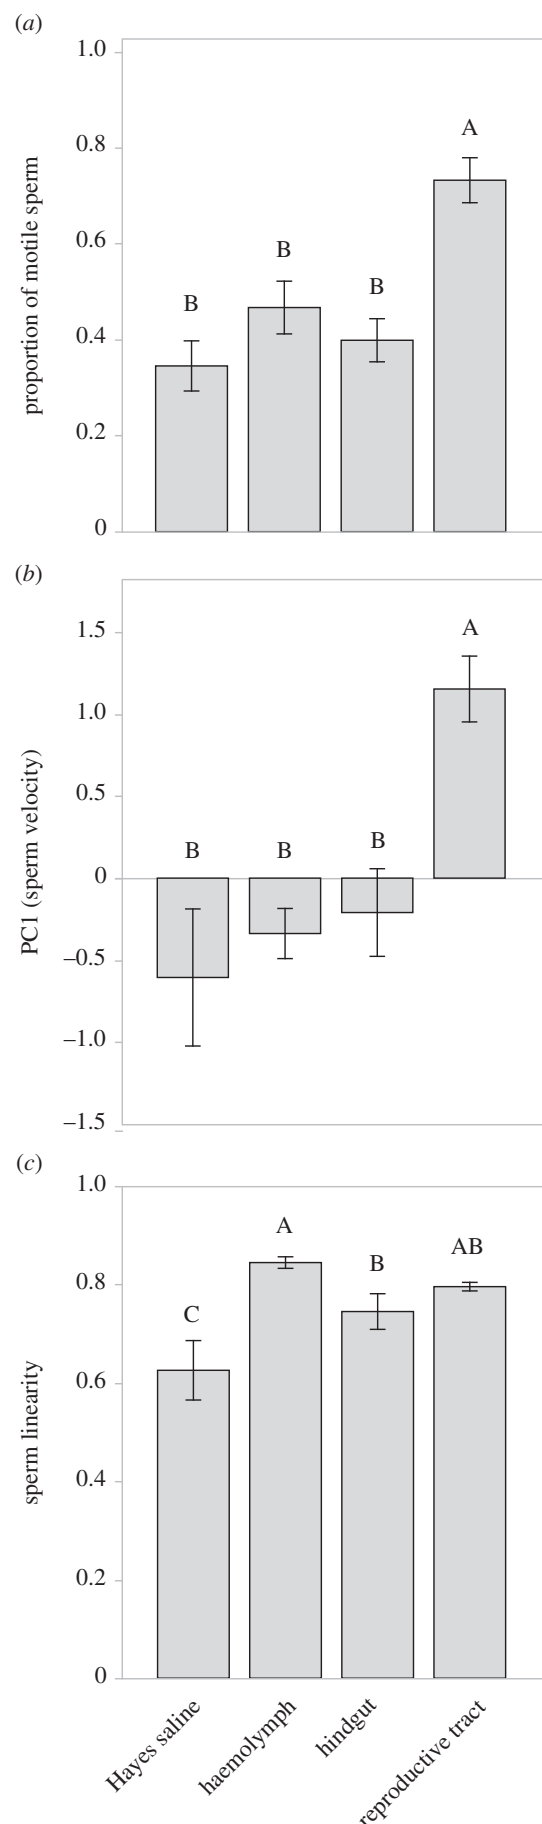 (a)
1.0
0.8
0.6
0.4
0.2
0
proportion of motile sperm
B
B
B
A
(b)
1.5
1.0
0.5
0
–0.5
–1.0
–1.5
PC1 (sperm velocity)
B
B
B
A
(c)
1.0
0.8
0.6
0.4
0.2
0
sperm linearity
C
A
B
AB
Hayes saline
haemolymph
hindgut
reproductive tract